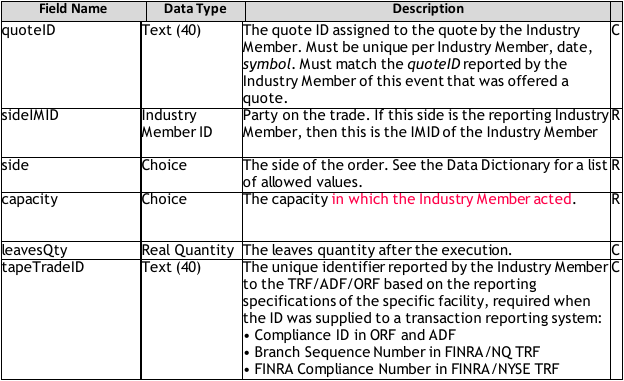 Field Name Data Type Description
quoteID Text (40) The quote ID assigned to the quote by the Industry C
Member. Must be unique per Industry Member, date,
symbol. Must match the quoteID reported by the
Industry Member of this event that was offered a
quote.
sideIMID Industry Party on the trade. If this side is the reporting Industry R
Member ID Member, then this is the IMID of the Industry Member
side Choice The side of the order. See the Data Dictionary for a list R
of allowed values.
capacity Choice The capacity in which the Industry Member acted. R
leavesQty Real Quantity The leaves quantity after the execution. C
tapeTradeID Text (40) The unique identifier reported by the Industry Member C
to the TRF/ADF/ORF based on the reporting
specifications of the specific facility, required when
the ID was supplied to a transaction reporting system:
• Compliance ID in ORF and ADF
• Branch Sequence Number in FINRA/NQ TRF
• FINRA Compliance Number in FINRA/NYSE TRF